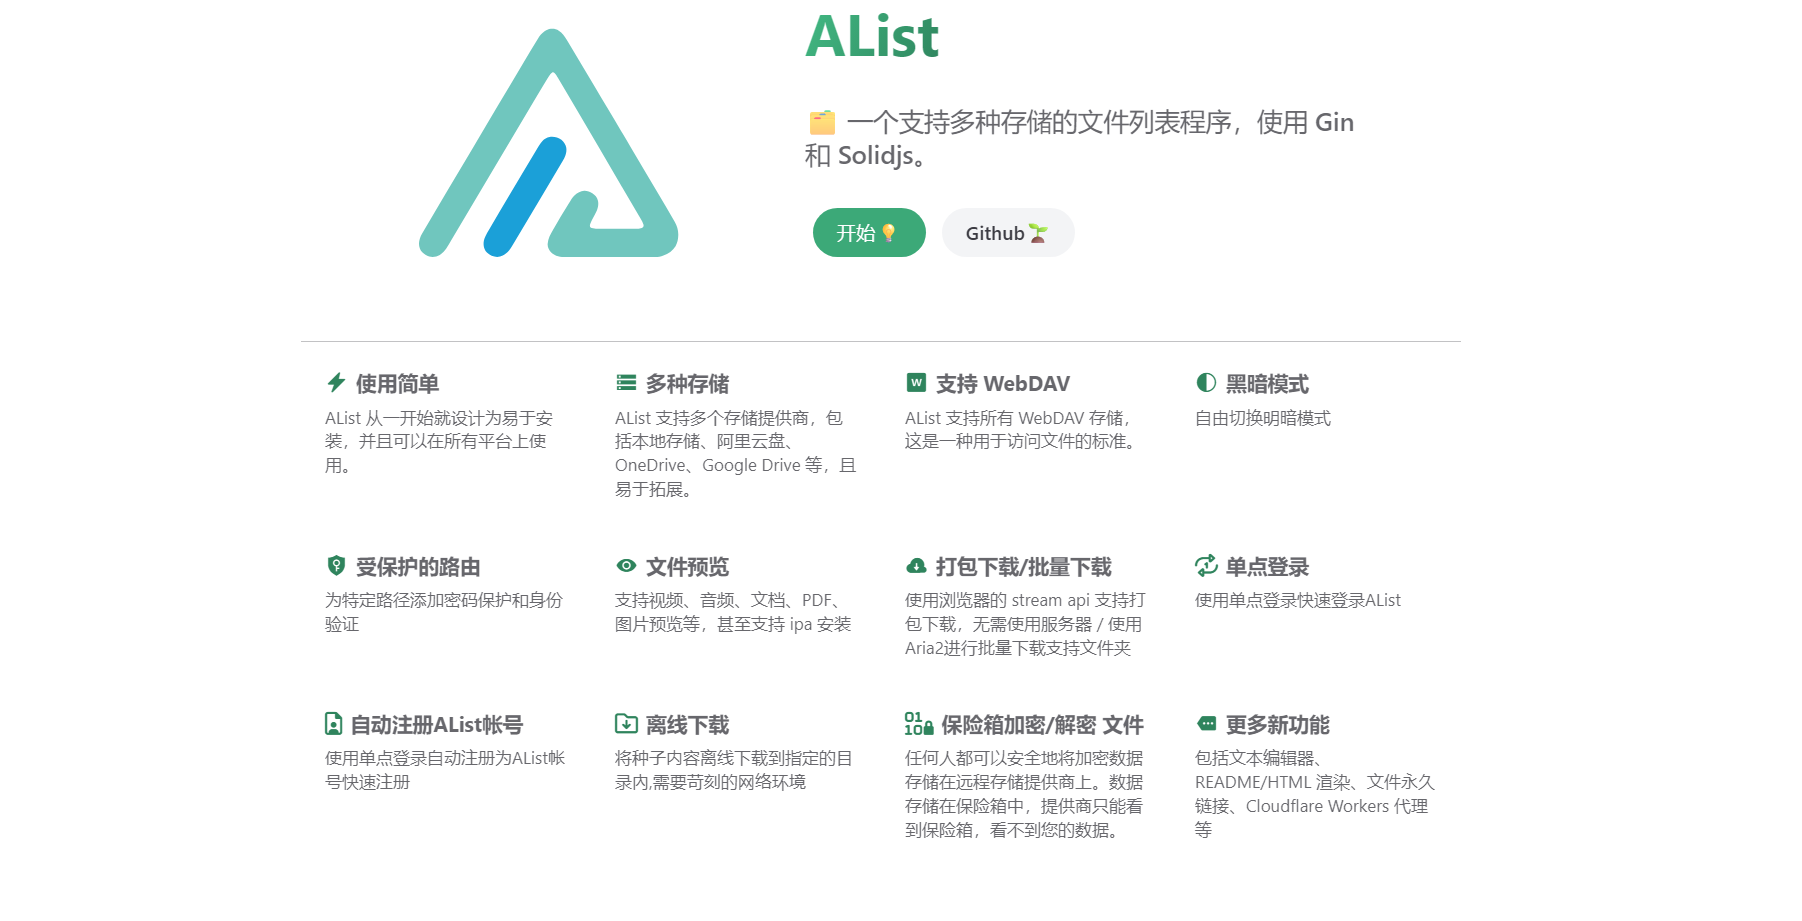 AList
一个支持多种存储的文件列表程序，使用 Gin
和 Solidjs。
开始
Github
使用简单
AList 从一开始就设计为易于安
装，并且可以在所有平台上使
用。
多种存储
AList 支持多个存储提供商，包
括本地存储、阿里云盘、
OneDrive、Google Drive 等，且
易于拓展。
W
支持 WebDAV
AList 支持所有 WebDAV 存储，
这是一种用于访问文件的标准。
黑暗模式
自由切换明暗模式
受保护的路由
为特定路径添加密码保护和身份
验证
文件预览
支持视频、音频、文档、PDF、
图片预览等，甚至支持 ipa 安装
打包下载/批量下载
使用浏览器的 stream api 支持打
包下载，无需使用服务器 / 使用
Aria2进行批量下载支持文件夹
1
单点登录
使用单点登录快速登录AList
自动注册AList帐号
使用单点登录自动注册为AList帐
号快速注册
离线下载
将种子内容离线下载到指定的目
录内,需要苛刻的网络环境
01
10
保险箱加密/解密 文件
任何人都可以安全地将加密数据
存储在远程存储提供商上。数据
存储在保险箱中，提供商只能看
到保险箱，看不到您的数据。
更多新功能
包括文本编辑器、
README/HTML 渲染、文件永久
链接、Cloudflare Workers 代理
等